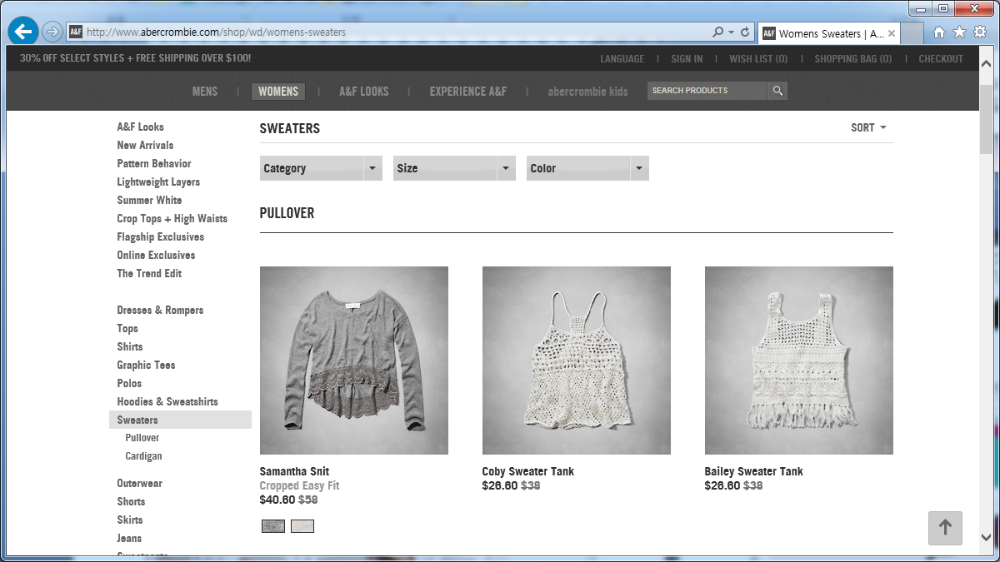 http://www.abercrombie.com/shop/wd/womens-sweaters
A&F
Womens Sweaters | A...
30% OFF SELECT STYLES + FREE SHIPPING OVER $100!
LANGUAGE | SIGN IN | WISH LIST (0) | SHOPPING BAG (0) | CHECKOUT
MENS | WOMENS | A&F LOOKS | EXPERIENCE A&F | abercrombie kids
SEARCH PRODUCTS
A&F Looks
New Arrivals
Pattern Behavior
Lightweight Layers
Summer White
Crop Tops + High Waists
Flagship Exclusives
Online Exclusives
The Trend Edit
Dresses & Rompers
Tops
Shirts
Graphic Tees
Polos
Hoodies & Sweatshirts
Sweaters
Pullover
Cardigan
Outerwear
Shorts
Skirts
Jeans
SWEATERS
SORT
Category
Size
Color
PULLOVER
Samantha Snit
Cropped Easy Fit
$40.60 $58
Coby Sweater Tank
$26.60 $38
Bailey Sweater Tank
$26.60 $38